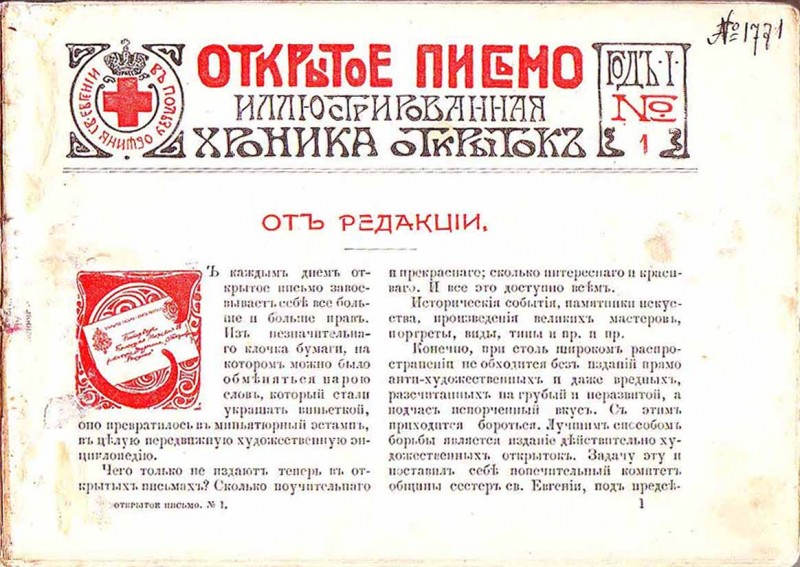 № 1771
ВЪ ПОЛЬЗУ ОБЩИНЫ СВ. ЕВГЕНІИ
ОТКРЫТОЕ ПИСЬМО
ИЛЛЮСТРИРОВАННАЯ
ХРОНИКА ОТКРЫТОКЪ
ГОДЪ·I·
№
1
ОТЪ РЕДАКЦІИ.
Ъ каждымъ днемъ от-
крытое письмо завое-
вываетъ себѣ все боль-
ше и больше правъ.
Изъ незначительна-
го клочка бумаги, на
котором можно было
обмѣняться парою
словъ, который стали
украшать виньеткой,
оно превратилось въ миньятюрный эстампъ,
въ цѣлую передвижную художественную эн-
циклопедію.
Чего только не издаютъ теперь въ от-
крытыхъ письмахъ? Сколько поучительнаго
и прекраснаго; сколько интереснаго и краси-
ваго. И все это доступно всѣмъ.
Историческія событія, памятники искус-
ства, произведенія великихъ мастеровъ,
портреты, виды, типы и пр. и пр.
Конечно, при столь широкомъ распро-
страненіи не обходится безъ изданій прямо
анти-художественныхъ и даже вредныхъ,
разсчитанныхъ на грубый и неразвитой, а
подчасъ испорченный вкусъ. Съ этимъ
приходится бороться. Лучшимъ способомъ
борьбы является изданіе дѣйствительно ху-
дожественныхъ открытокъ. Задачу эту и
поставилъ себѣ попечительный комитетъ
общины сестеръ св. Евгеніи, подъ предсѣ-
открытое письмо. № 1.
1